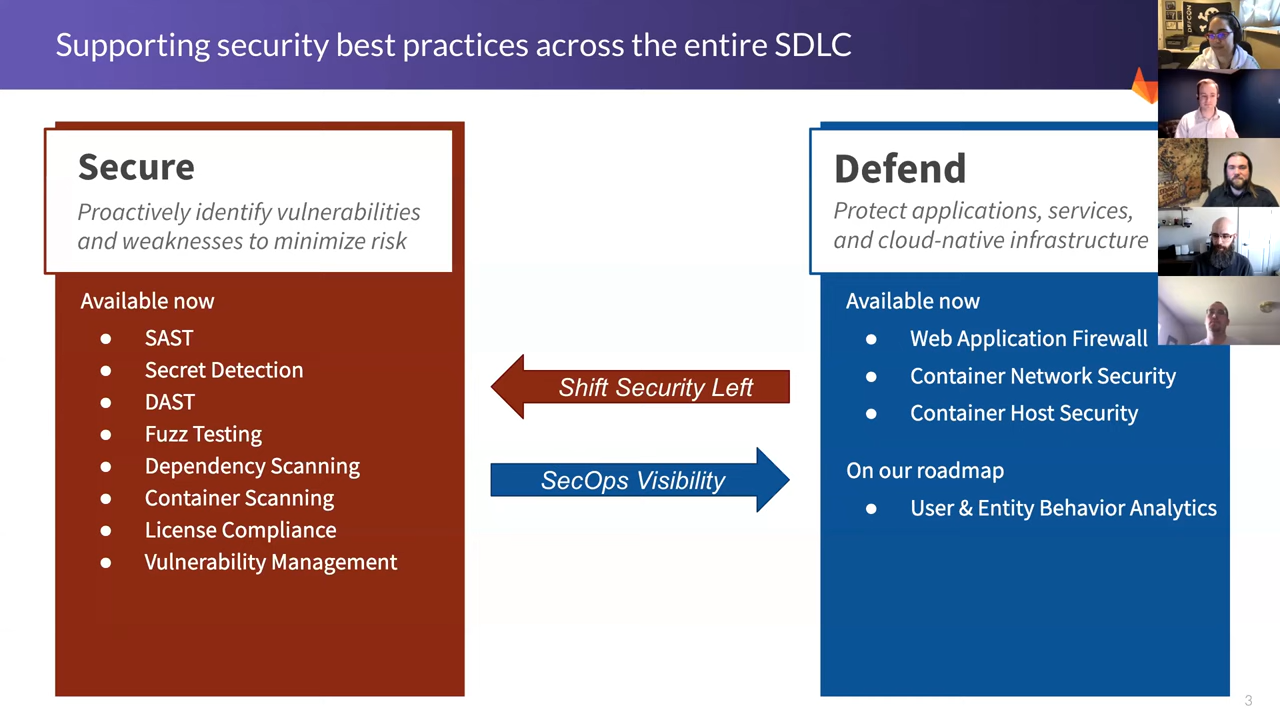 Supporting security best practices across the entire SDLC
Secure
Proactively identify vulnerabilities
and weaknesses to minimize risk
Available now
● SAST
● Secret Detection
● DAST
● Fuzz Testing
● Dependency Scanning
● Container Scanning
● License Compliance
● Vulnerability Management
Shift Security Left
SecOps Visibility
Defend
Protect applications, services,
and cloud-native infrastructure
Available now
● Web Application Firewall
● Container Network Security
● Container Host Security
On our roadmap
● User & Entity Behavior Analytics
3